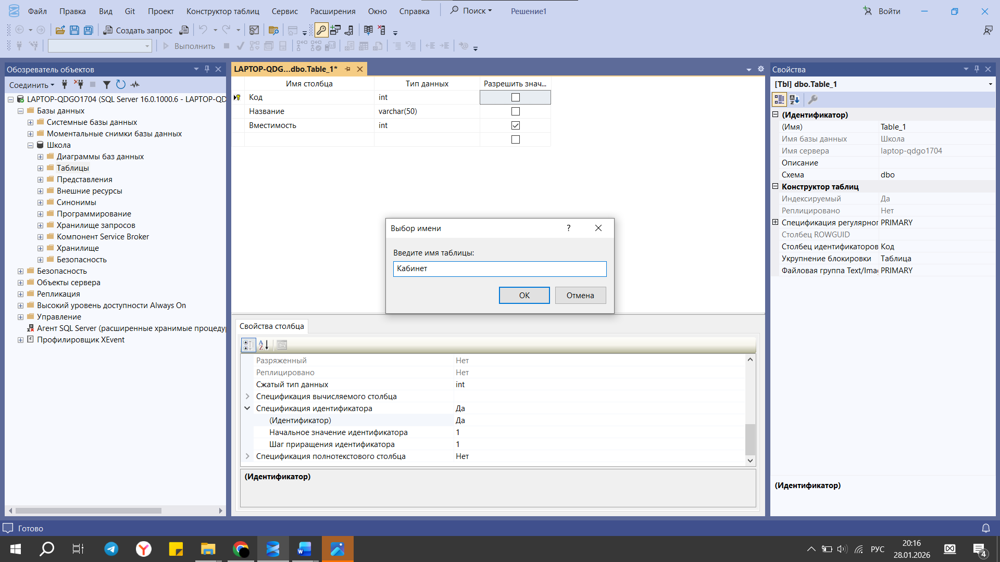 Файл Правка Вид Git Проект Конструктор таблиц Сервис Расширения Окно Справка Поиск Решение1 Войти
Создать запрос
Выполнить
Обозреватель объектов
Соединить
LAPTOP-QDGO1704 (SQL Server 16.0.1000.6 - LAPTOP-QD
Базы данных
Системные базы данных
Моментальные снимки базы данных
Школа
Диаграммы баз данных
Таблицы
Представления
Внешние ресурсы
Синонимы
Программирование
Хранилище запросов
Компонент Service Broker
Хранилище
Безопасность
Безопасность
Объекты сервера
Репликация
Высокий уровень доступности Always On
Управление
Агент SQL Server (расширенные хранимые процедур
Профилировщик XEvent
LAPTOP-QDG...dbo.Table_1*
Имя столбца Тип данных Разрешить знач...
Код int
Название varchar(50)
Вместимость int
Выбор имени ?
Введите имя таблицы:
Кабинет
ОК Отмена
Свойства столбца
Разряженный Нет
Реплицировано Нет
Сжатый тип данных int
Спецификация вычисляемого столбца
Спецификация идентификатора Да
(Идентификатор) Да
Начальное значение идентификатора 1
Шаг приращения идентификатора 1
Спецификация полнотекстового столбца Нет
(Идентификатор)
Свойства
[Tbl] dbo.Table_1
(Идентификатор)
(Имя) Table_1
Имя базы данных Школа
Имя сервера laptop-qdgo1704
Описание
Схема dbo
Конструктор таблиц
Индексируемый Да
Реплицировано Нет
Спецификация регулярног PRIMARY
Столбец ROWGUID
Столбец идентификаторов Код
Укрупнение блокировки Таблица
Файловая группа Text/Imag PRIMARY
(Идентификатор)
Готово
РУС
20:16
28.01.2026
4